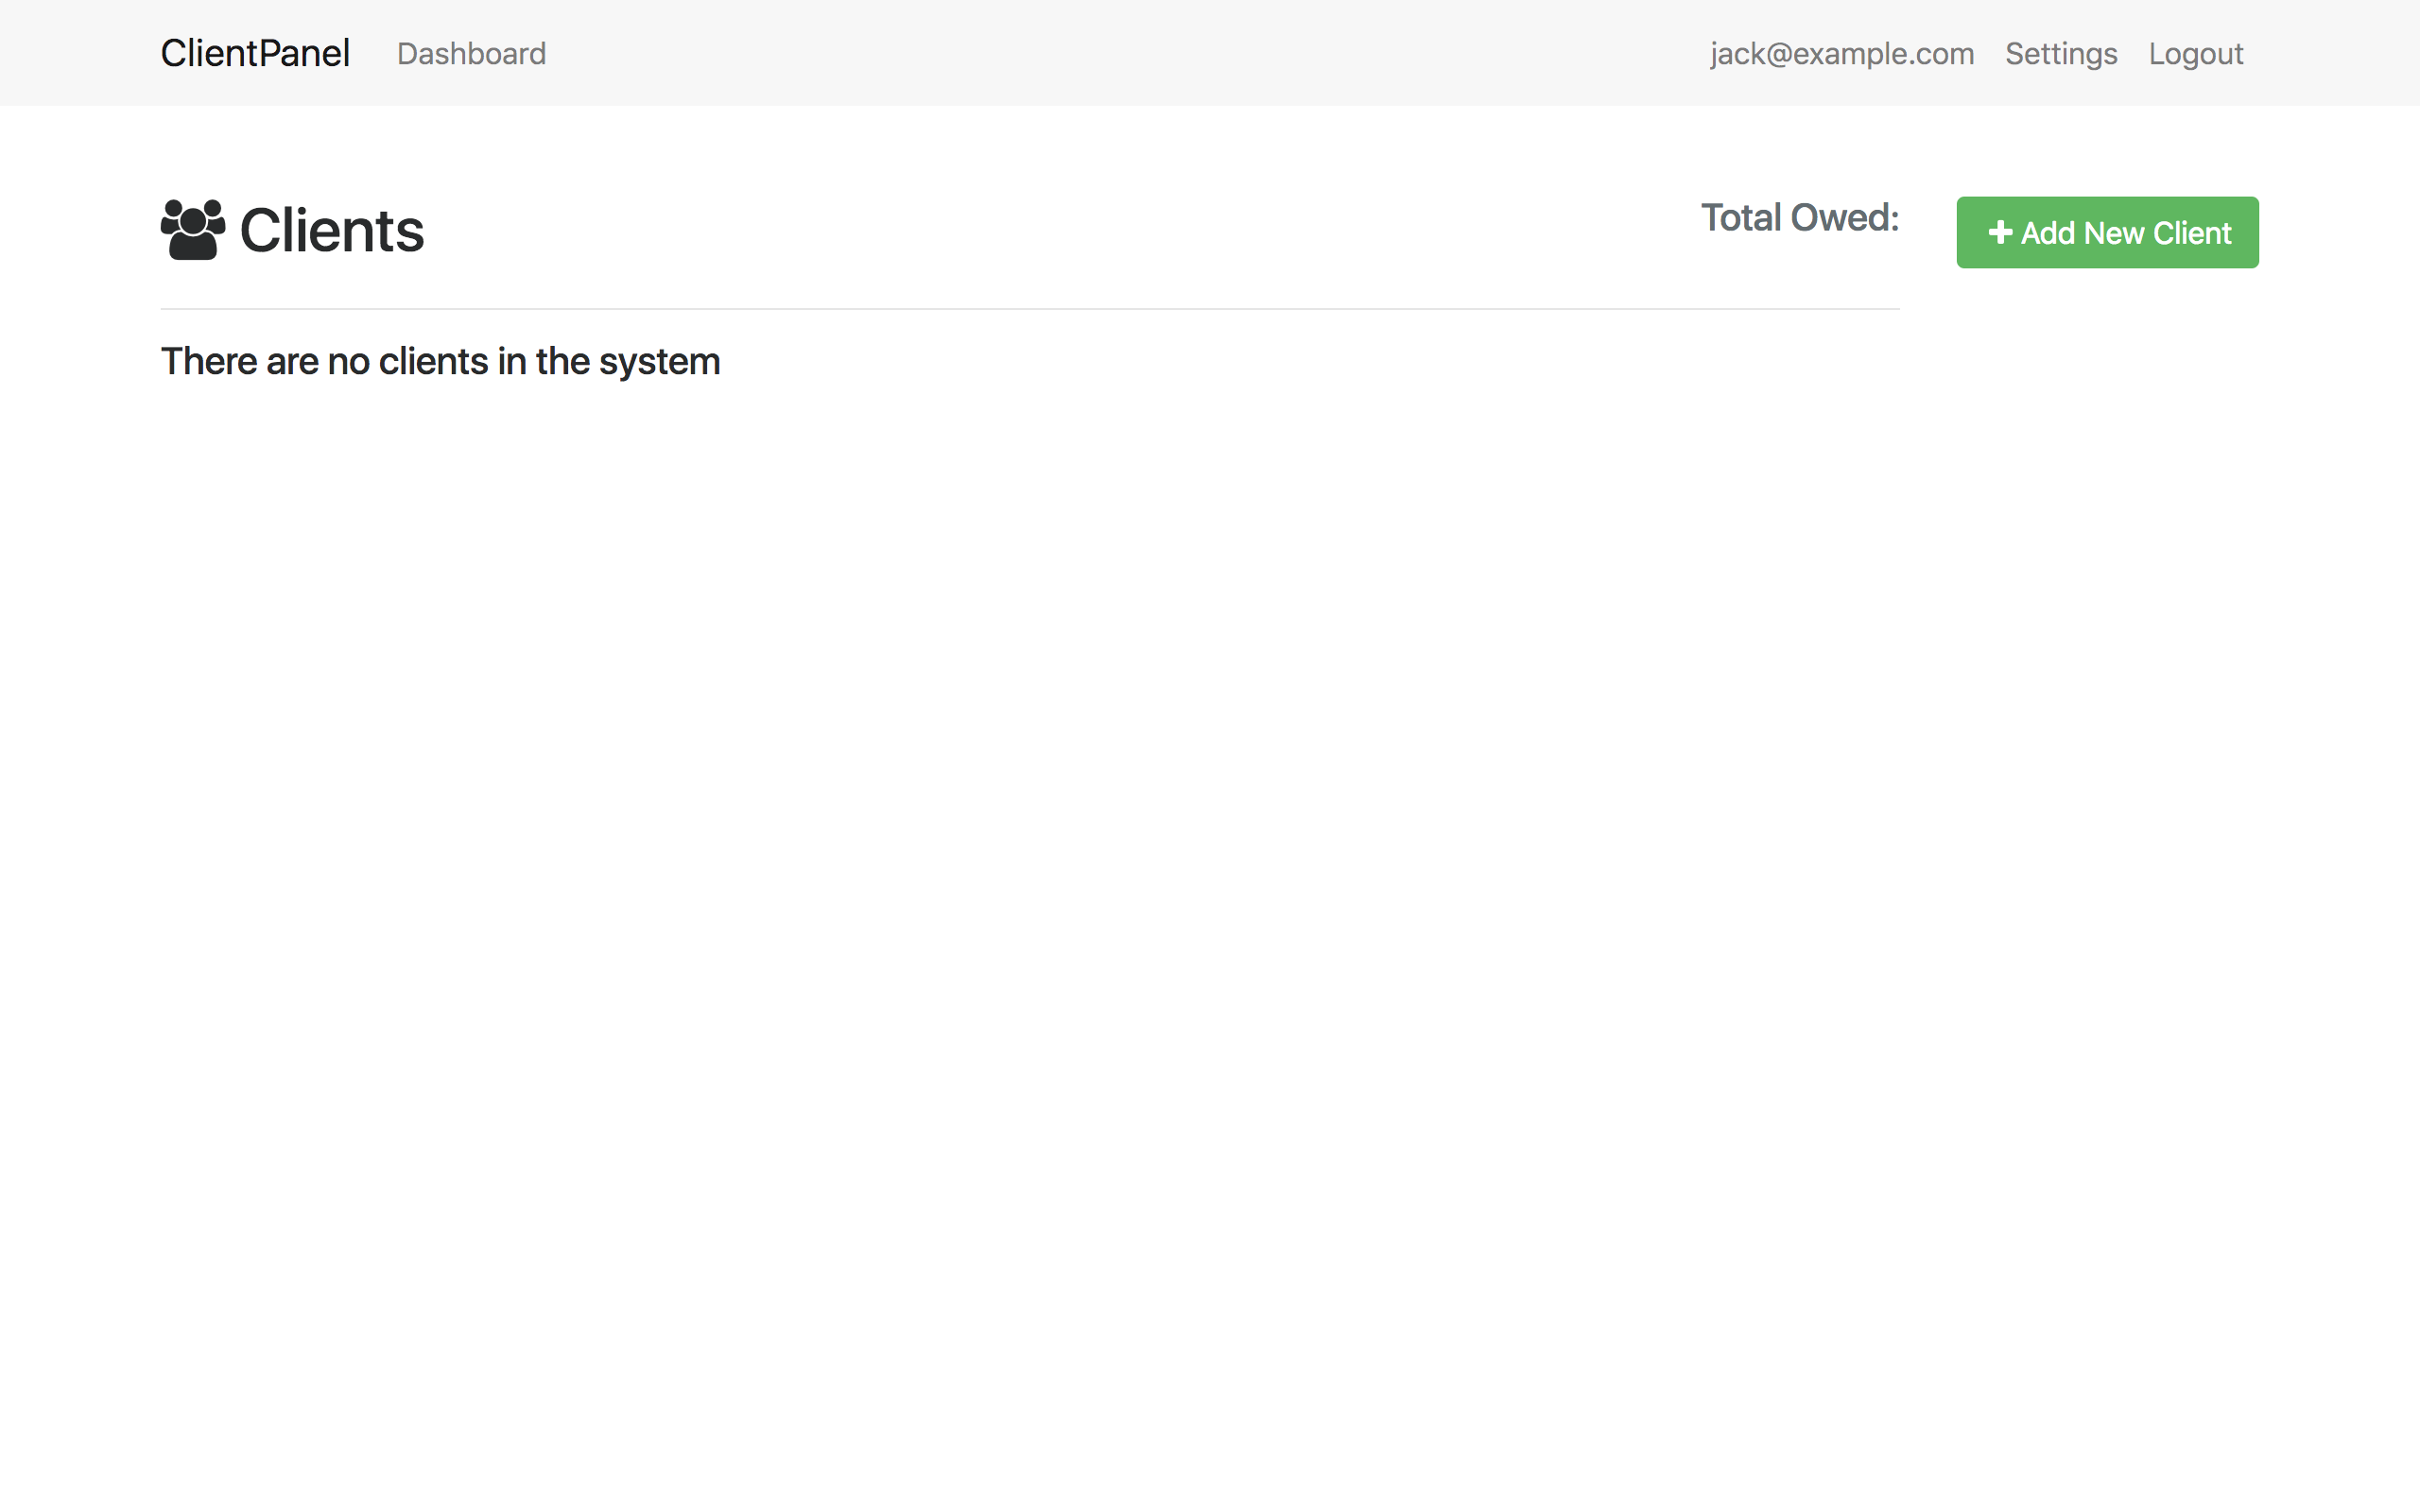 ClientPanel Dashboard jack@example.com Settings Logout
Clients Total Owed: Add New Client
There are no clients in the system